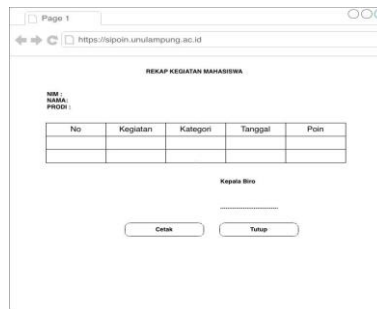 Page 1
https://sipoin.unulampung.ac.id
REKAP KEGIATAN MAHASISWA
NIM :
NAMA:
PRODI :
No Kegiatan Kategori Tanggal Poin
Kepala Biro
Cetak Tutup